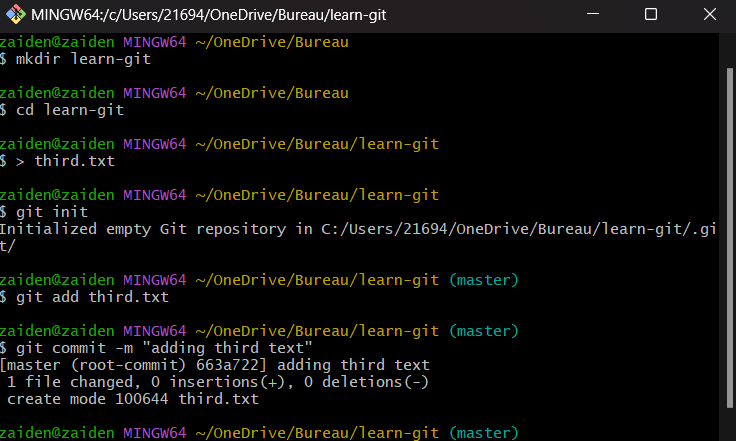 MINGW64:/c/Users/21694/OneDrive/Bureau/learn-git
zaiden@zaiden MINGW64 ~/OneDrive/Bureau
$ mkdir learn-git
zaiden@zaiden MINGW64 ~/OneDrive/Bureau
$ cd learn-git
zaiden@zaiden MINGW64 ~/OneDrive/Bureau/learn-git
$ > third.txt
zaiden@zaiden MINGW64 ~/OneDrive/Bureau/learn-git
$ git init
Initialized empty Git repository in C:/Users/21694/OneDrive/Bureau/learn-git/.gi
t/
zaiden@zaiden MINGW64 ~/OneDrive/Bureau/learn-git (master)
$ git add third.txt
zaiden@zaiden MINGW64 ~/OneDrive/Bureau/learn-git (master)
$ git commit -m "adding third text"
[master (root-commit) 663a722] adding third text
 1 file changed, 0 insertions(+), 0 deletions(-)
 create mode 100644 third.txt
zaiden@zaiden MINGW64 ~/OneDrive/Bureau/learn-git (master)